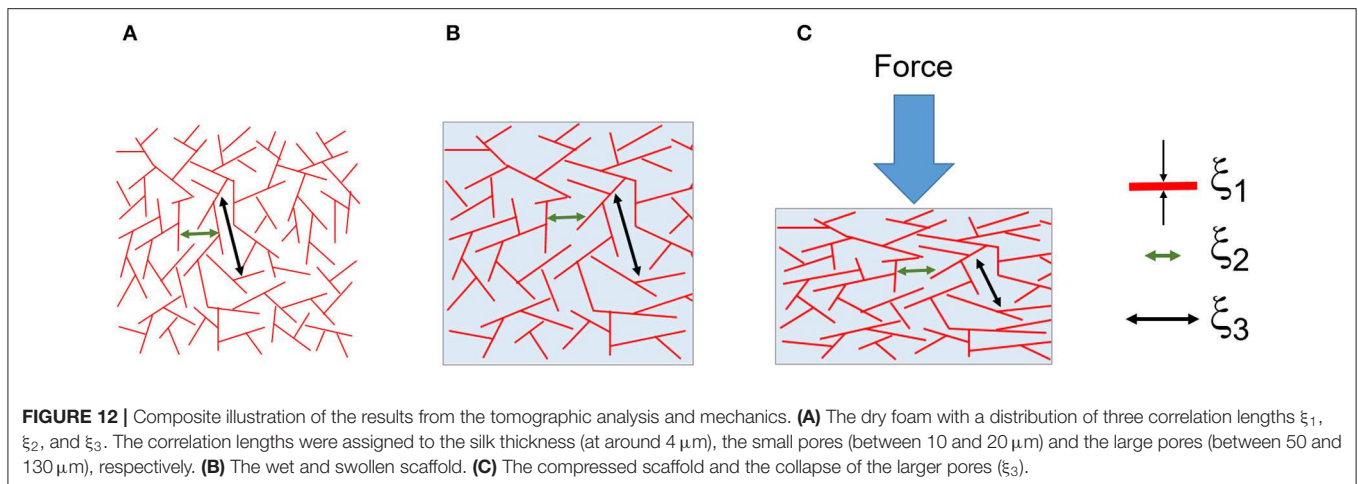 A
B
C
Force
ξ1
ξ2
ξ3
FIGURE 12 | Composite illustration of the results from the tomographic analysis and mechanics. (A) The dry foam with a distribution of three correlation lengths ξ1,
ξ2, and ξ3. The correlation lengths were assigned to the silk thickness (at around 4 μm), the small pores (between 10 and 20 μm) and the large pores (between 50 and
130 μm), respectively. (B) The wet and swollen scaffold. (C) The compressed scaffold and the collapse of the larger pores (ξ3).